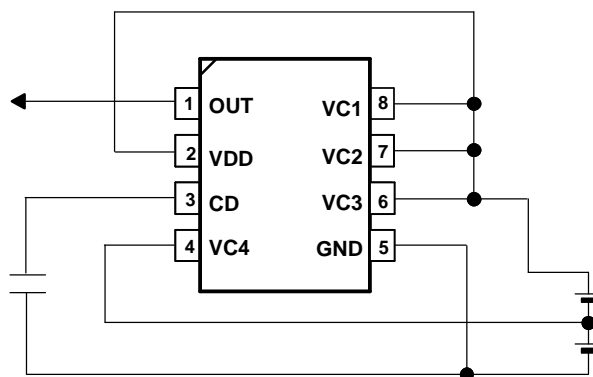 1 OUT VC1 8
2 VDD VC2 7
3 CD VC3 6
4 VC4 GND 5